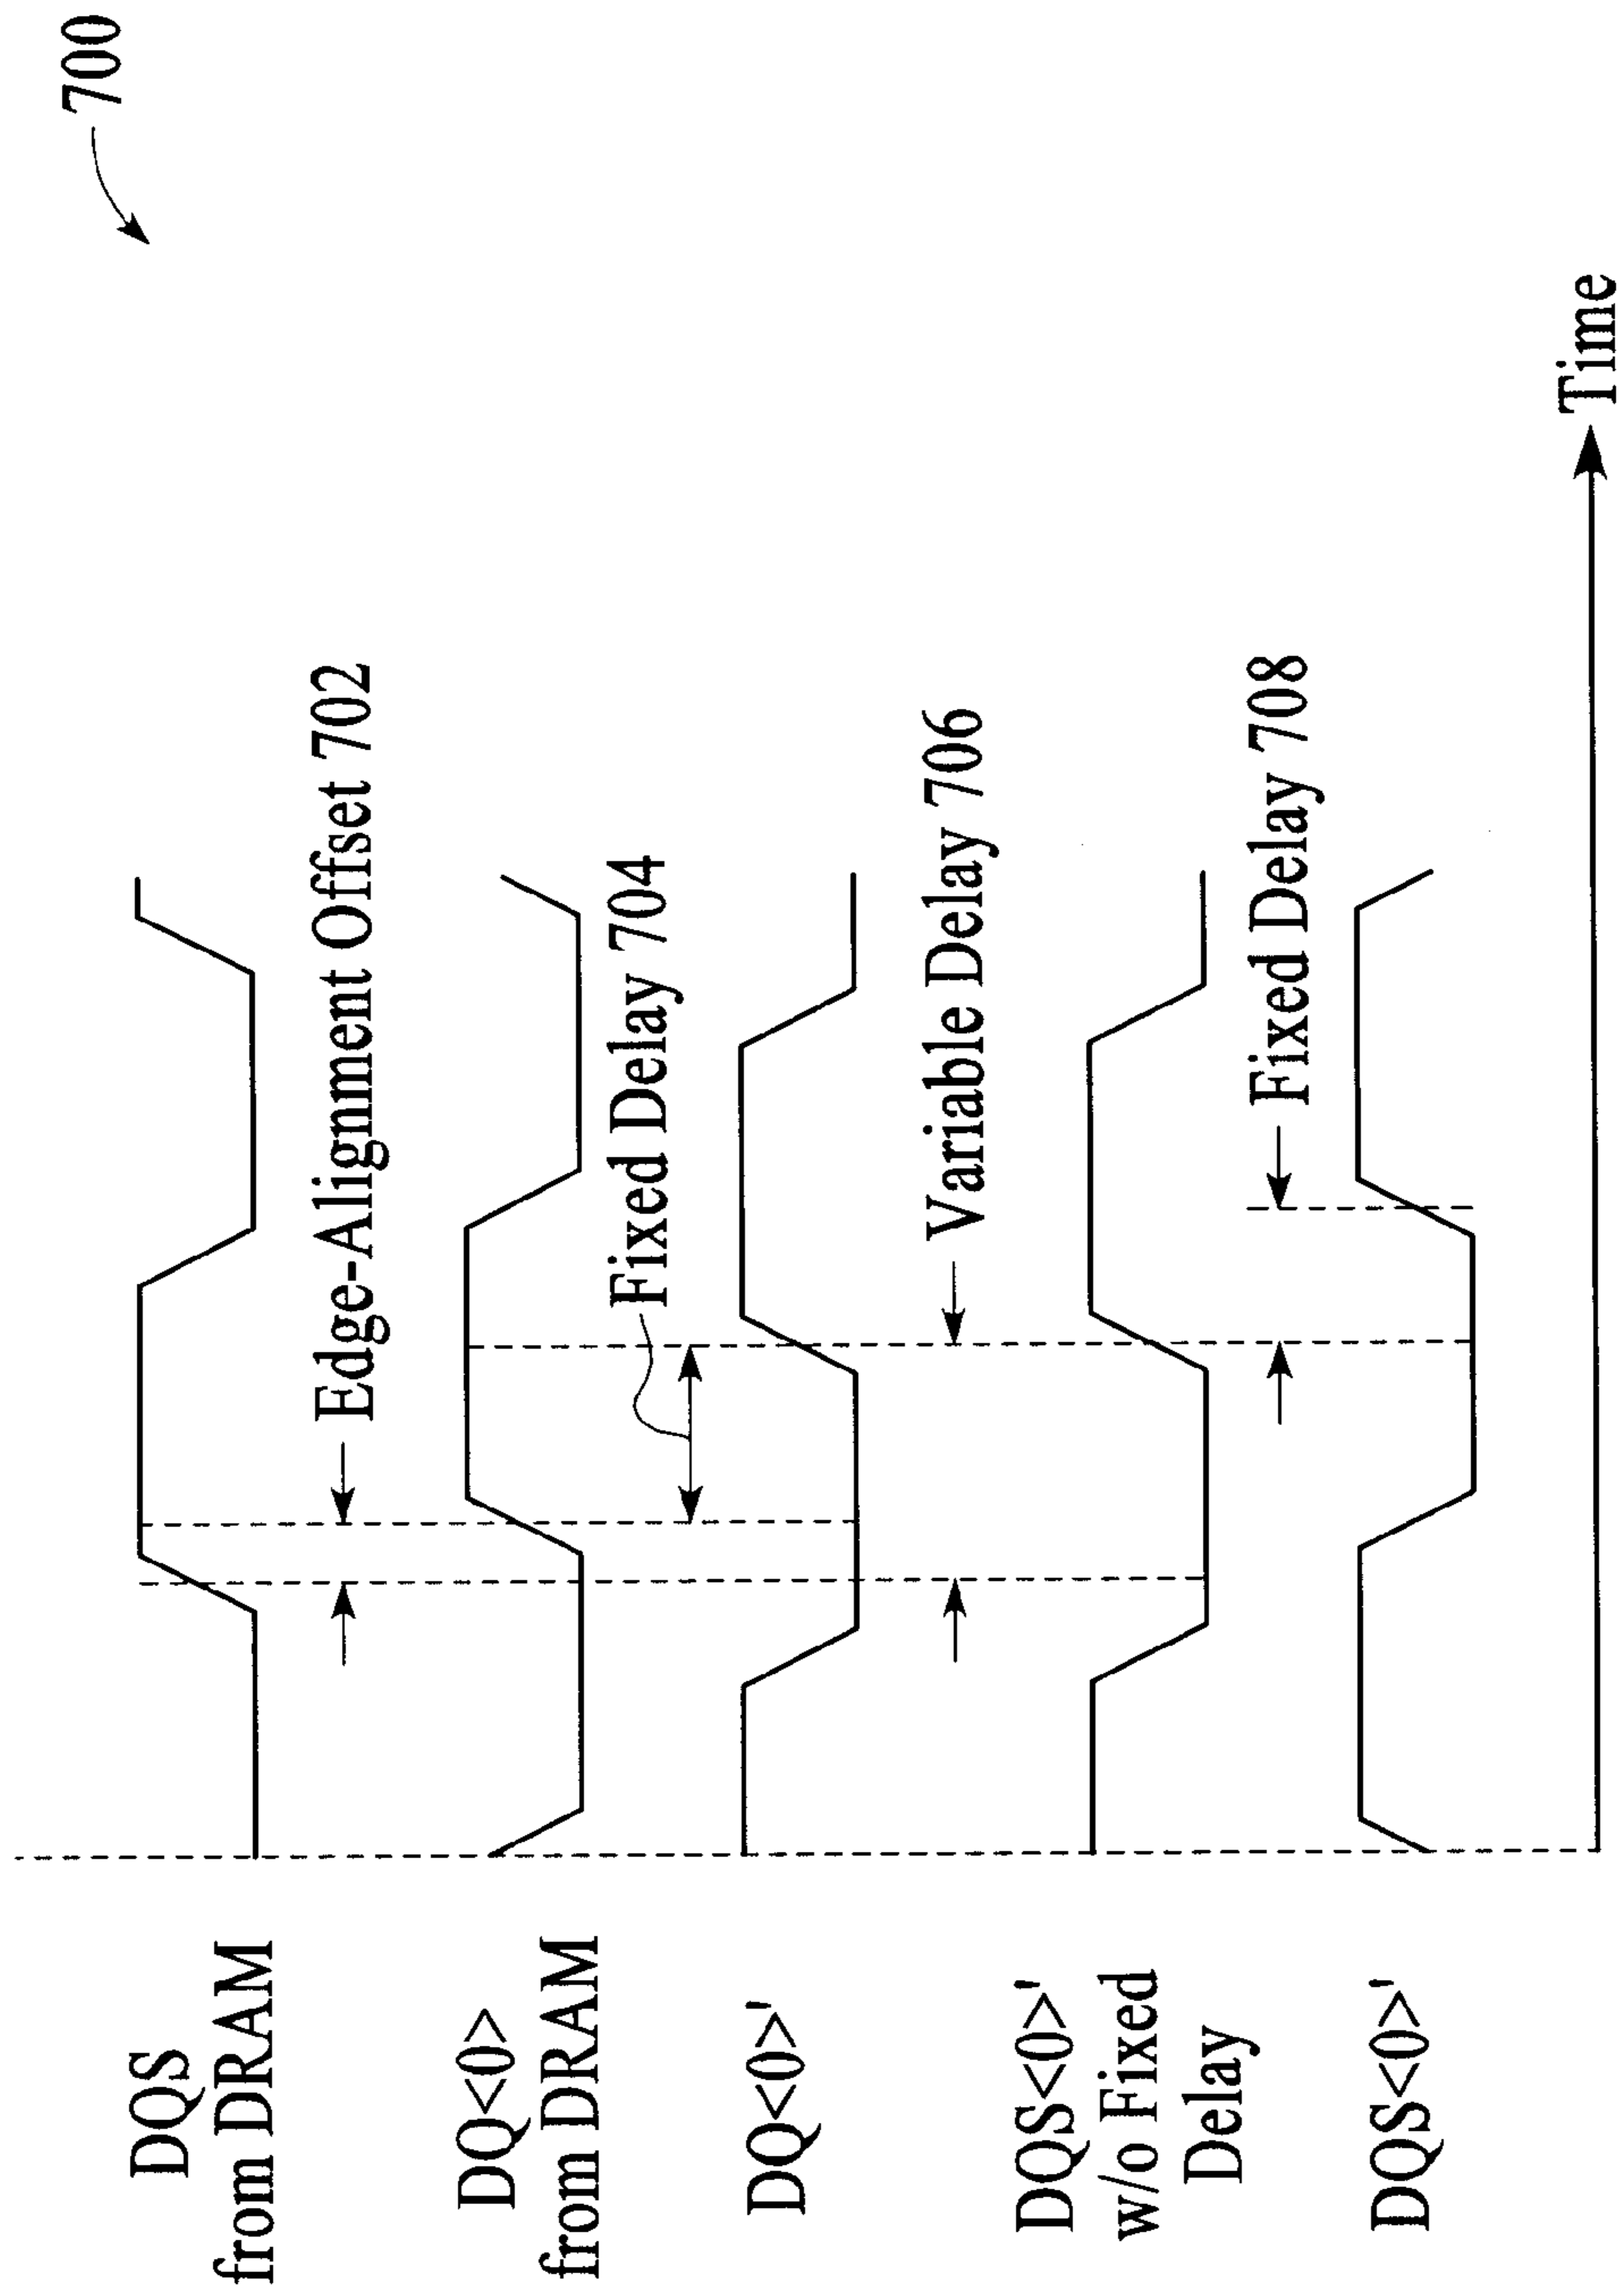 700
DQS
from DRAM
Edge-Alignment Offset 702
DQ<0>
from DRAM
Fixed Delay 704
DQ<0>'
Variable Delay 706
DQS<0>'
w/o Fixed
Delay
Fixed Delay 708
DQS<0>'
Time